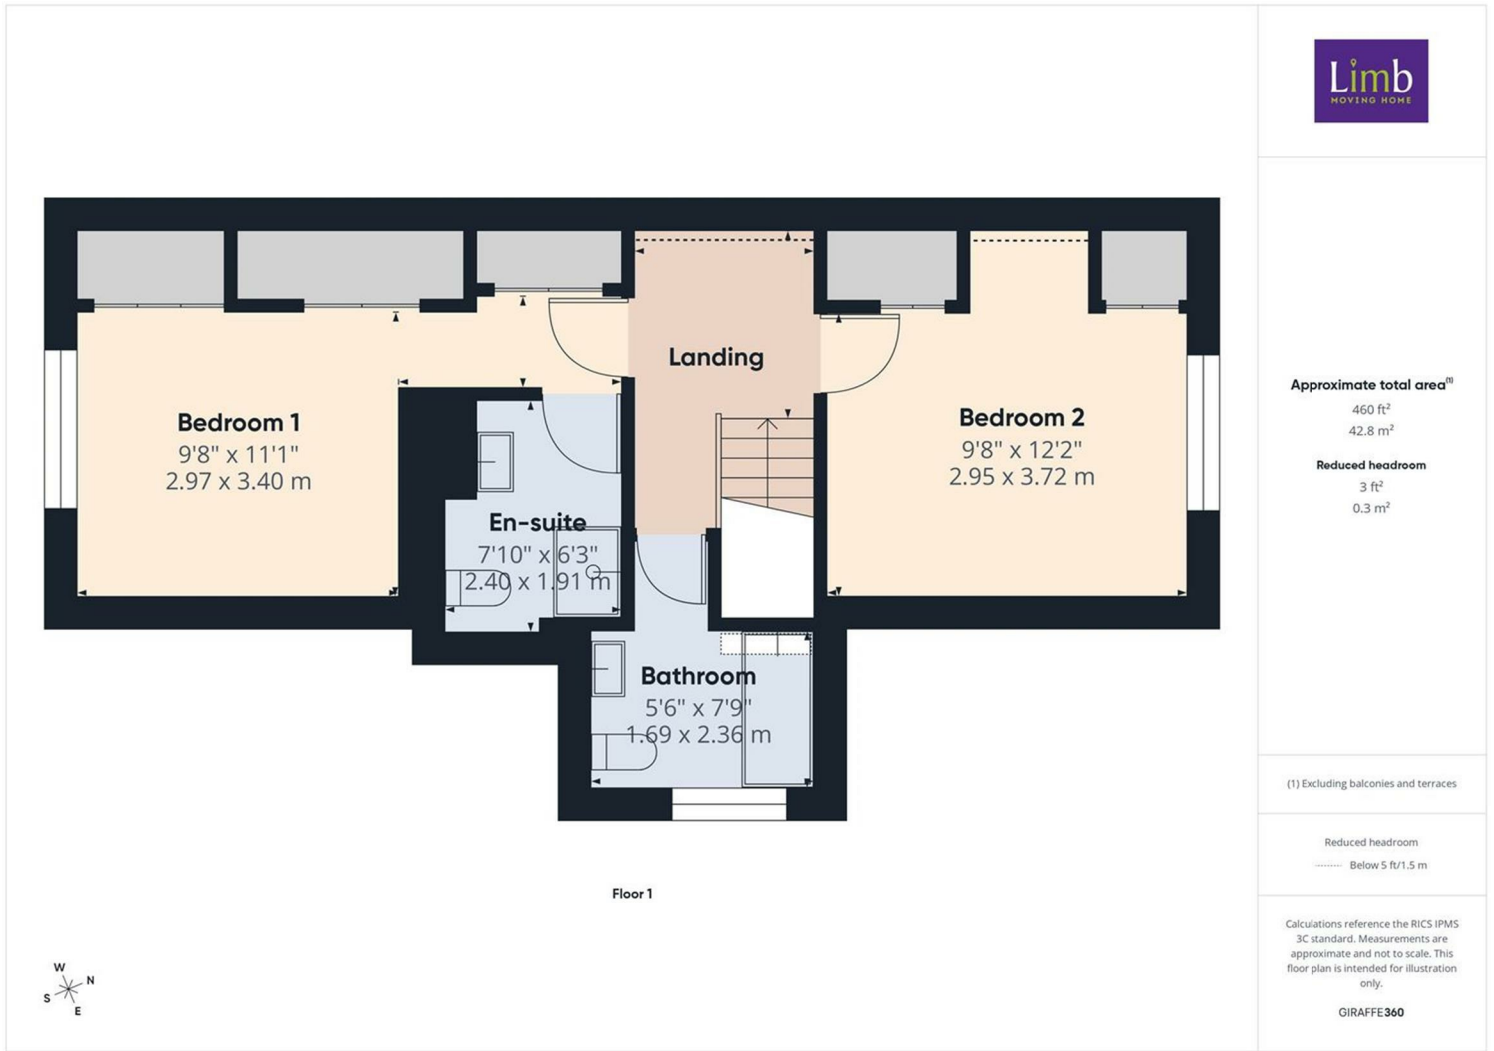 Limb
MOVING HOME
Landing
Bedroom 1
9'8" x 11'1"
2.97 x 3.40 m
Bedroom 2
9'8" x 12'2"
2.95 x 3.72 m
En-suite
7'10" x 6'3"
2.40 x 1.91 m
Bathroom
5'6" x 7'9"
1.69 x 2.36 m
Floor 1
W
N
S
E
Approximate total area(1)
460 ft²
42.8 m²
Reduced headroom
3 ft²
0.3 m²
(1) Excluding balconies and terraces
Reduced headroom
Below 5 ft/1.5 m
Calculations reference the RICS IPMS
3C standard. Measurements are
approximate and not to scale. This
floor plan is intended for illustration
only.
GIRAFFE360